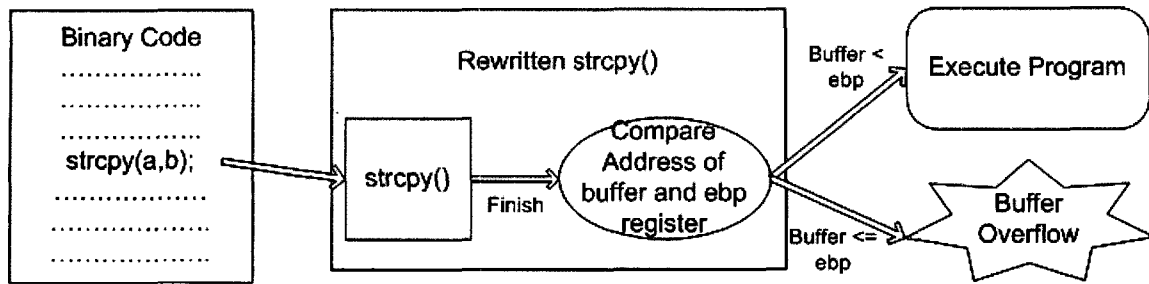 Binary Code
....................
....................
....................
strcpy(a,b);
......................
......................
......................
Rewritten strcpy()
strcpy()
Finish
Compare
Address of
buffer and ebp
register
Buffer <
ebp
Buffer <=
ebp
Execute Program
Buffer
Overflow